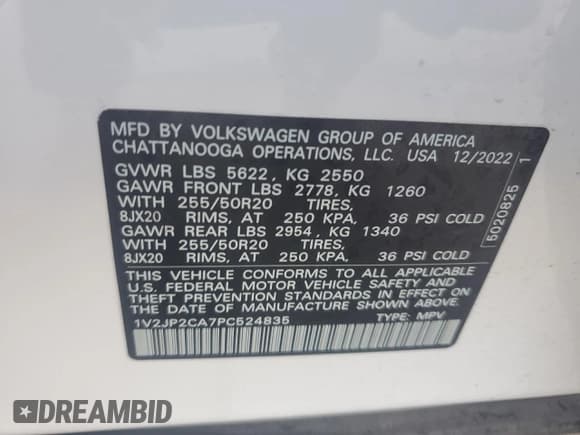 MFD BY VOLKSWAGEN GROUP OF AMERICA
CHATTANOOGA OPERATIONS, LLC. USA 12/2022
GVWR LBS 5622, KG 2550
GAWR FRONT LBS 2778, KG 1260
WITH 255/50R20 TIRES,
8JX20 RIMS, AT 250 KPA, 36 PSI COLD
GAWR REAR LBS 2954, KG 1340
WITH 255/50R20 TIRES,
8JX20 RIMS, AT 250 KPA, 36 PSI COLD
THIS VEHICLE CONFORMS TO ALL APPLICABLE
U.S. FEDERAL MOTOR VEHICLE SAFETY AND
THEFT PREVENTION STANDARDS IN EFFECT ON
THE DATE OF MANUFACTURE SHOWN ABOVE.
1V2JP2CA7PC524835 TYPE: MPV
6020825 1
DREAMBID